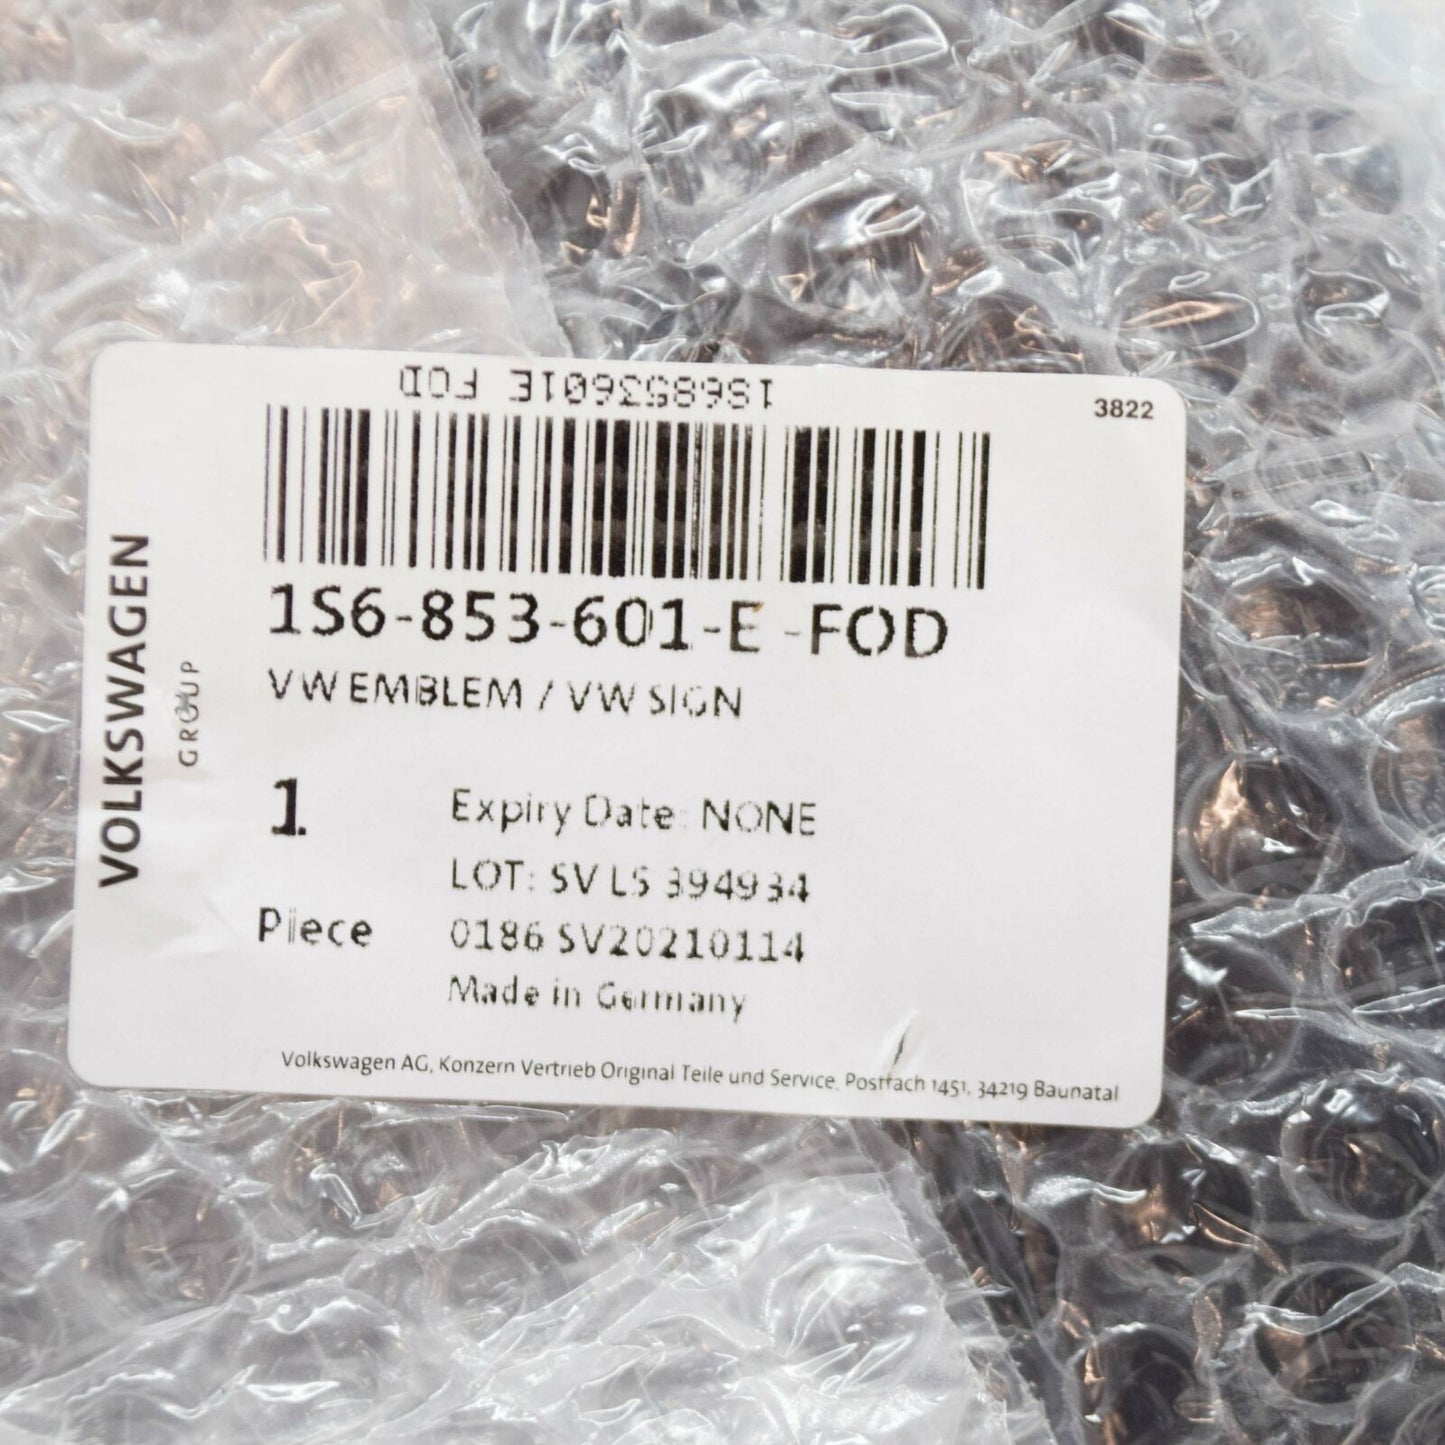 1S6853601E FOD
3822
1S6-853-601-E -FOD
VW EMBLEM / VW SIGN
VOLKSWAGEN
GROUP
1
Piece
Expiry Date: NONE
LOT: SV LS 394934
0186 SV20210114
Made in Germany
Volkswagen AG, Konzern Vertrieb Original Teile und Service, Postfach 1451, 34219 Baunatal